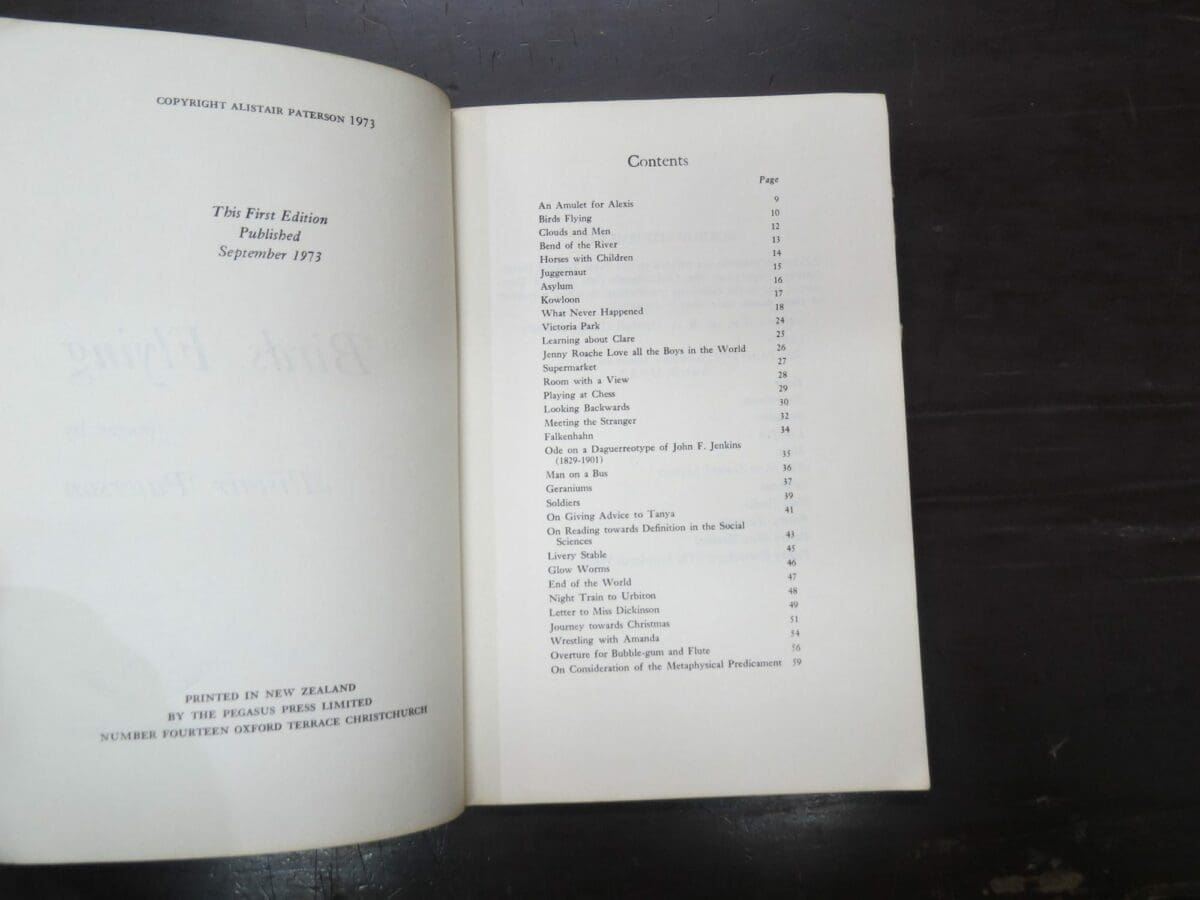 COPYRIGHT ALISTAIR PATERSON 1973
This First Edition
Published
September 1973
PRINTED IN NEW ZEALAND
BY THE PEGASUS PRESS LIMITED
NUMBER FOURTEEN OXFORD TERRACE CHRISTCHURCH
Contents
Page
An Amulet for Alexis 9
Birds Flying 10
Clouds and Men 12
Bend of the River 13
Horses with Children 14
Juggernaut 15
Asylum 16
Kowloon 17
What Never Happened 18
Victoria Park 24
Learning about Clare 25
Jenny Roache Love all the Boys in the World 26
Supermarket 27
Room with a View 28
Playing at Chess 29
Looking Backwards 30
Meeting the Stranger 32
Falkenhahn 34
Ode on a Daguerreotype of John F. Jenkins
(1829-1901) 35
Man on a Bus 36
Geraniums 37
Soldiers 39
On Giving Advice to Tanya 41
On Reading towards Definition in the Social
Sciences 43
Livery Stable 45
Glow Worms 46
End of the World 47
Night Train to Urbiton 48
Letter to Miss Dickinson 49
Journey towards Christmas 51
Wrestling with Amanda 54
Overture for Bubble-gum and Flute 56
On Consideration of the Metaphysical Predicament 59